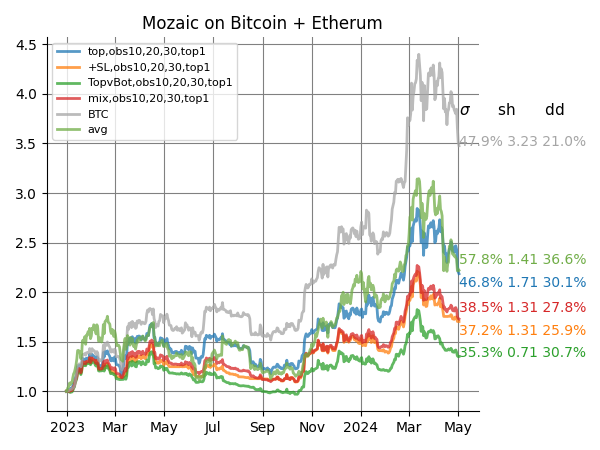 Mozaic on Bitcoin + Etherum
4.5
4.0
3.5
3.0
2.5
2.0
1.5
1.0
top,obs10,20,30,top1
+SL,obs10,20,30,top1
TopvBot,obs10,20,30,top1
mix,obs10,20,30,top1
BTC
avg
σ sh dd
47.9% 3.23 21.0%
57.8% 1.41 36.6%
46.8% 1.71 30.1%
38.5% 1.31 27.8%
37.2% 1.31 25.9%
35.3% 0.71 30.7%
2023 Mar May Jul Sep Nov 2024 Mar May